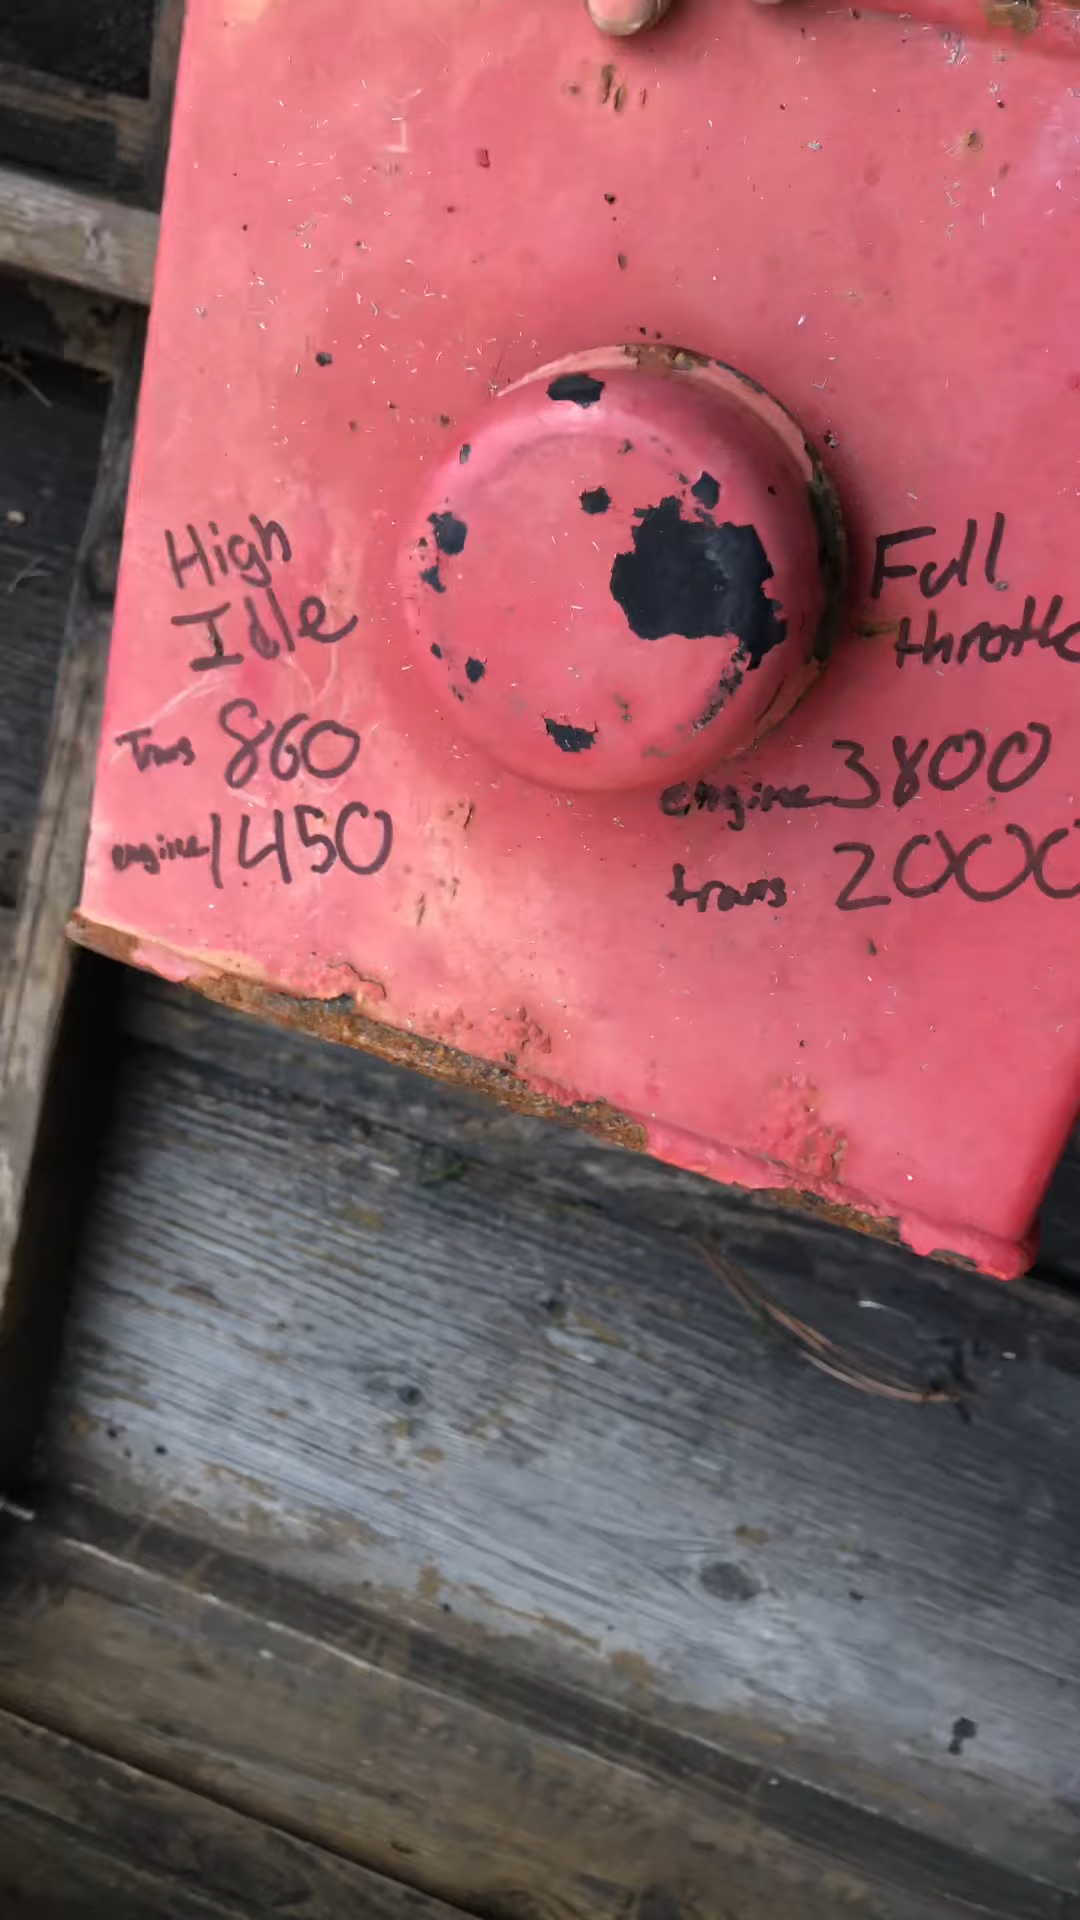 High
Idle
Trans 860
engine 1450
Full
throttle
engine 3800
trans 2000